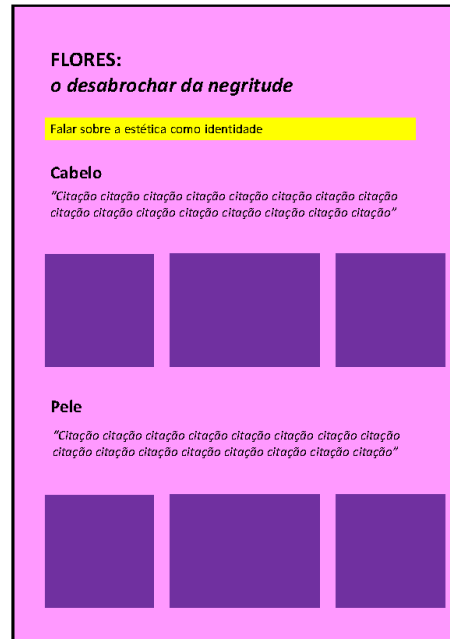 FLORES:
o desabrochar da negritude
Falar sobre a estética como identidade
Cabelo
"Citação citação citação citação citação citação citação citação
citação citação citação citação citação citação citação citação"
Pele
"Citação citação citação citação citação citação citação citação
citação citação citação citação citação citação citação citação"